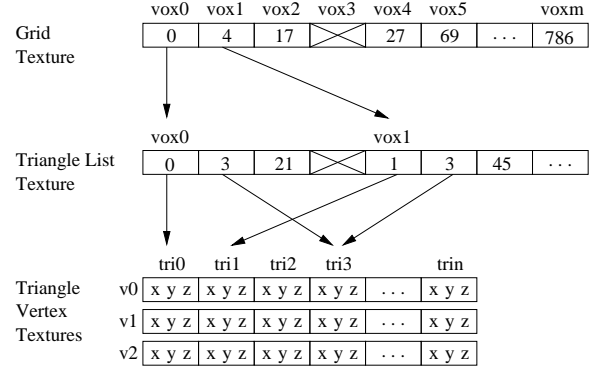 vox0 vox1 vox2 vox3 vox4 vox5 voxm
Grid Texture
0 4 17 27 69 . . . 786
vox0 vox1
Triangle List Texture
0 3 21 1 3 45 . . .
tri0 tri1 tri2 tri3 trin
Triangle Vertex Textures
v0 x y z x y z x y z x y z . . . x y z
v1 x y z x y z x y z x y z . . . x y z
v2 x y z x y z x y z x y z . . . x y z